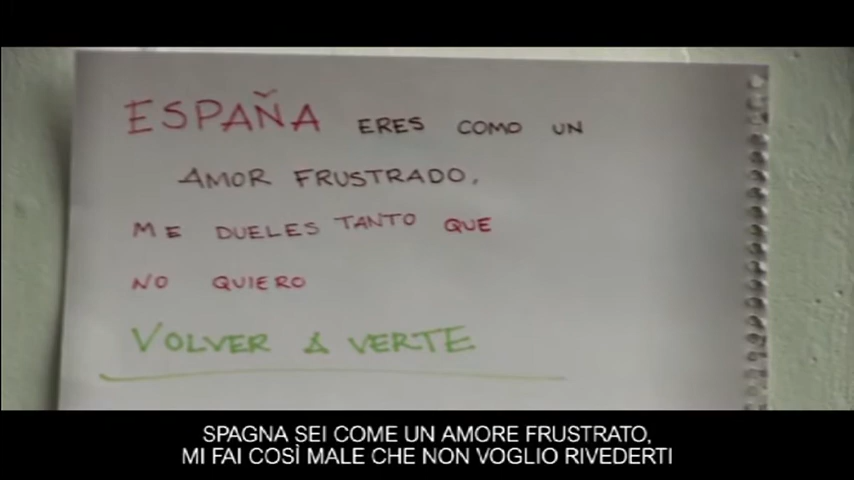 ESPAÑA ERES COMO UN
AMOR FRUSTRADO,
ME DUELES TANTO QUE
NO QUIERO
VOLVER A VERTE
SPAGNA SEI COME UN AMORE FRUSTRATO,
MI FAI COSÌ MALE CHE NON VOGLIO RIVEDERTI